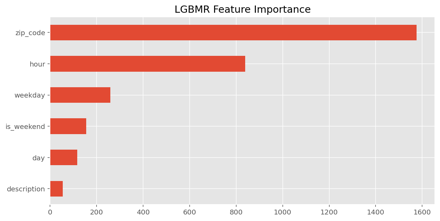 LGBMR Feature Importance
zip_code
hour
weekday
is_weekend
day
description
0 200 400 600 800 1000 1200 1400 1600